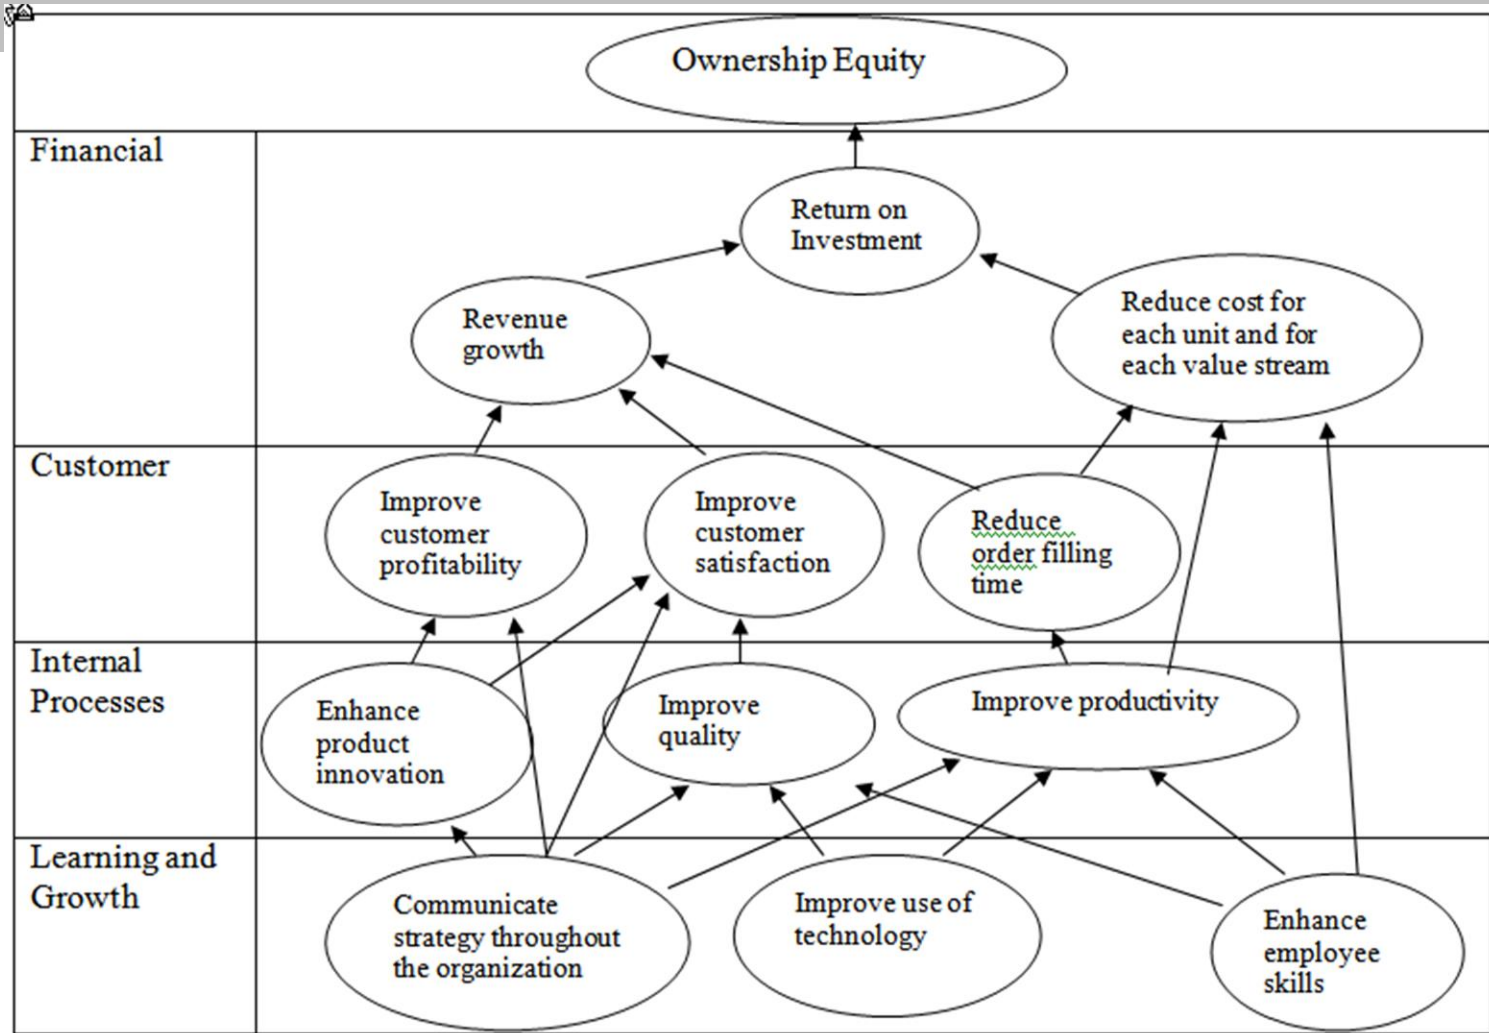 Ownership Equity
Financial
Return on
Investment
Revenue
growth
Reduce cost for
each unit and for
each value stream
Customer
Improve
customer
profitability
Improve
customer
satisfaction
Reduce
order filling
time
Internal
Processes
Enhance
product
innovation
Improve
quality
Improve productivity
Learning and
Growth
Communicate
strategy throughout
the organization
Improve use of
technology
Enhance
employee
skills